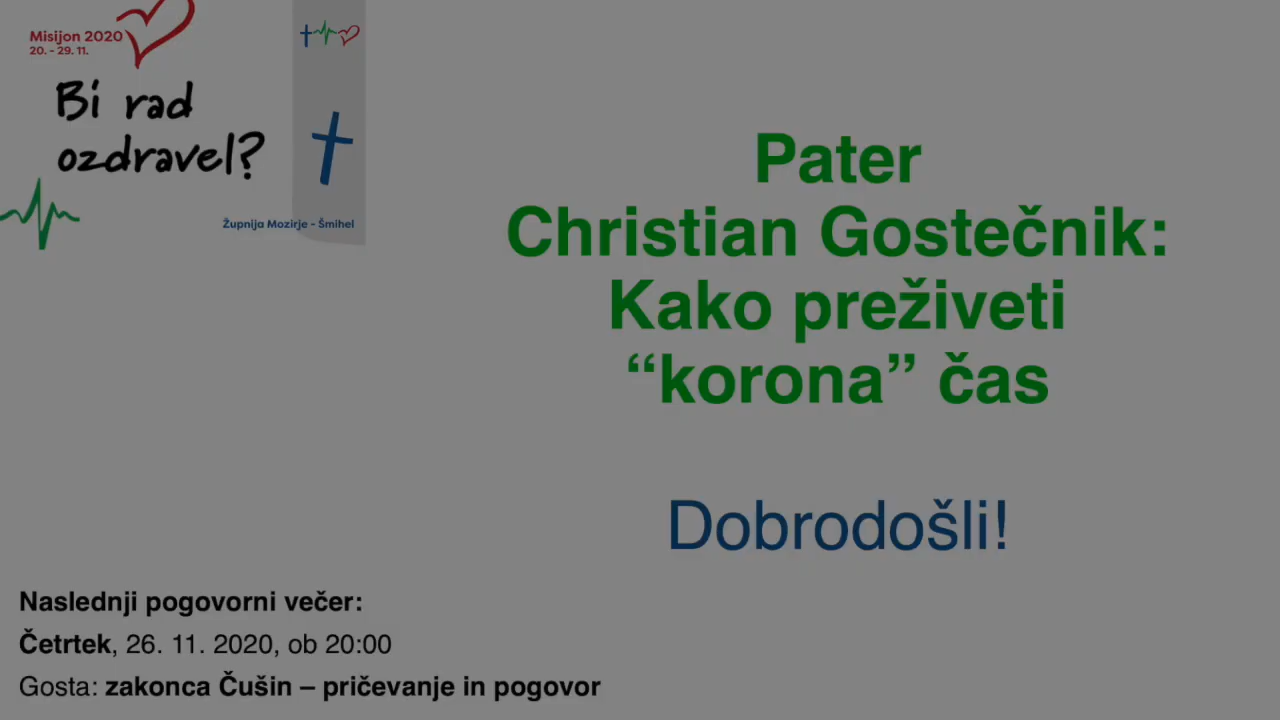 Misijon 2020
20. - 29. 11.
Bi rad
ozdravel?
Župnija Mozirje - Šmihel
Pater
Christian Gostečnik:
Kako preživeti
“korona” čas
Dobrodošli!
Naslednji pogovorni večer:
Četrtek, 26. 11. 2020, ob 20:00
Gosta: zakonca Čušin – pričevanje in pogovor